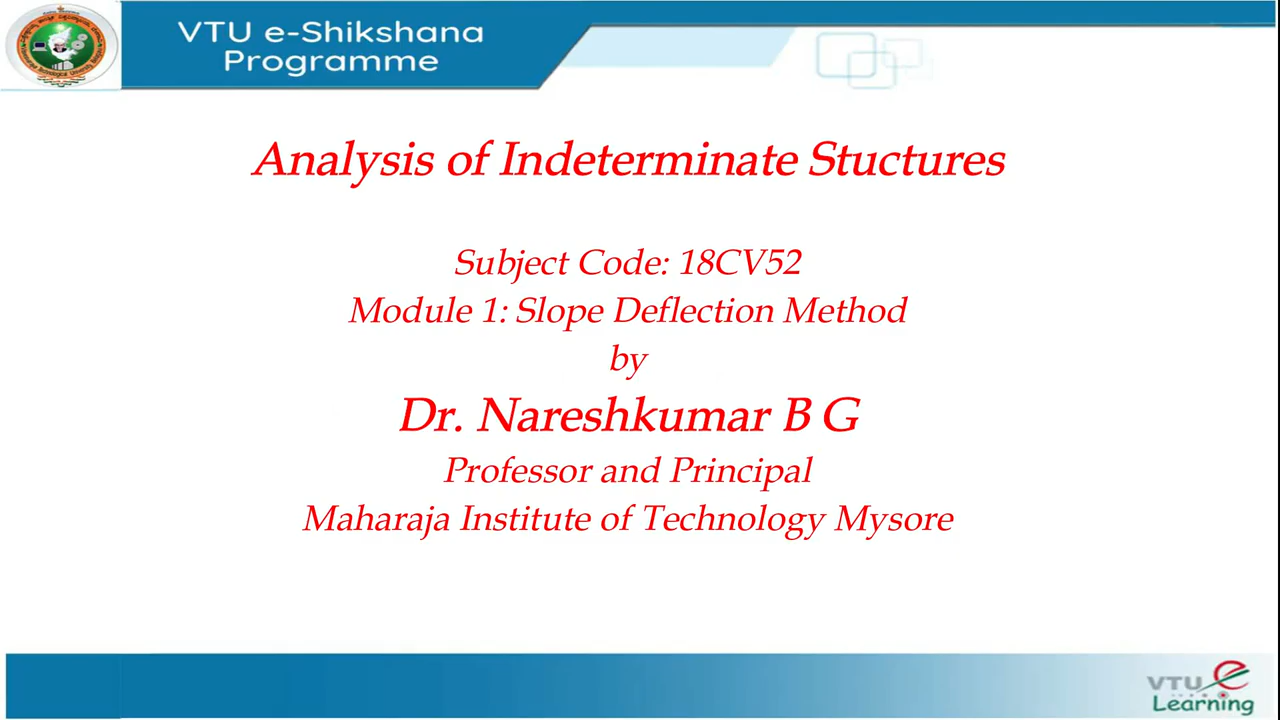 VTU e-Shikshana
Programme
Analysis of Indeterminate Stuctures
Subject Code: 18CV52
Module 1: Slope Deflection Method
by
Dr. Nareshkumar B G
Professor and Principal
Maharaja Institute of Technology Mysore
VTU e
Learning